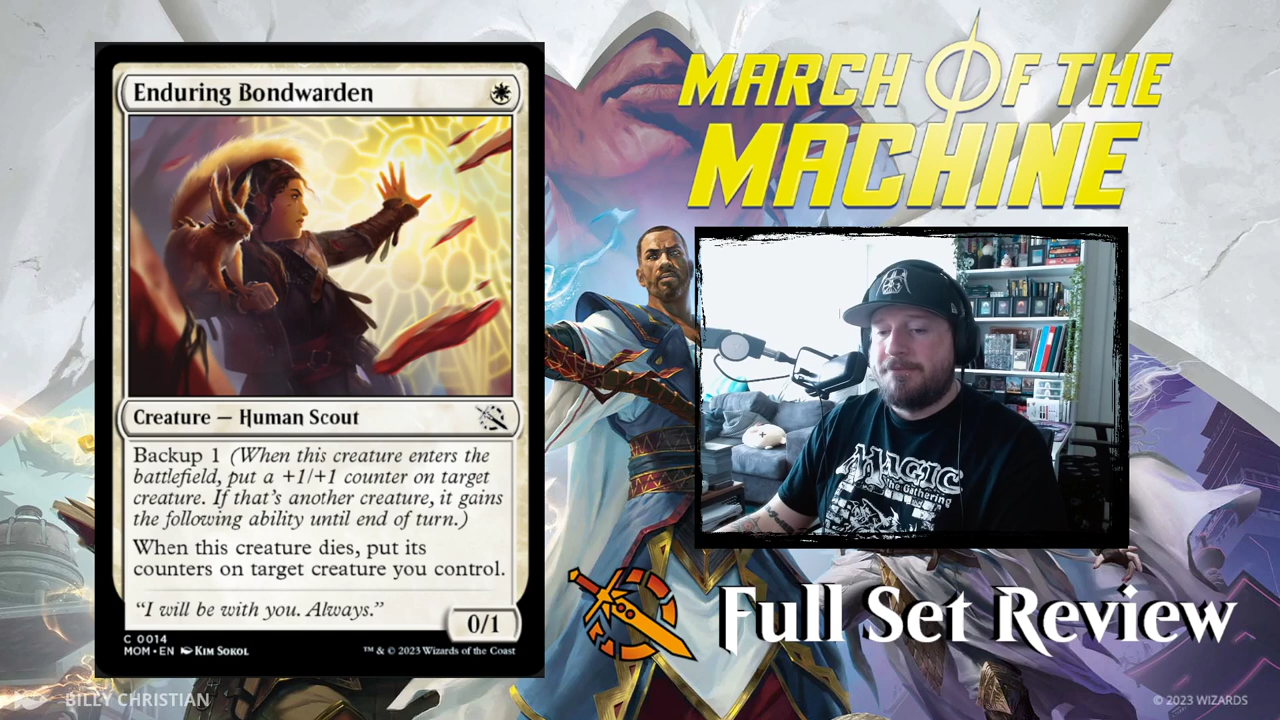 Enduring Bondwarden
Creature — Human Scout
Backup 1 (When this creature enters the
battlefield, put a +1/+1 counter on target
creature. If that's another creature, it gains
the following ability until end of turn.)
When this creature dies, put its
counters on target creature you control.
"I will be with you. Always."
0/1
C 0014
MOM • EN Kim Sokol
™ & © 2023 Wizards of the Coast
MARCH OF THE
MACHINE
MAGIC
the Gathering
Full Set Review
BILLY CHRISTIAN
© 2023 WIZARDS